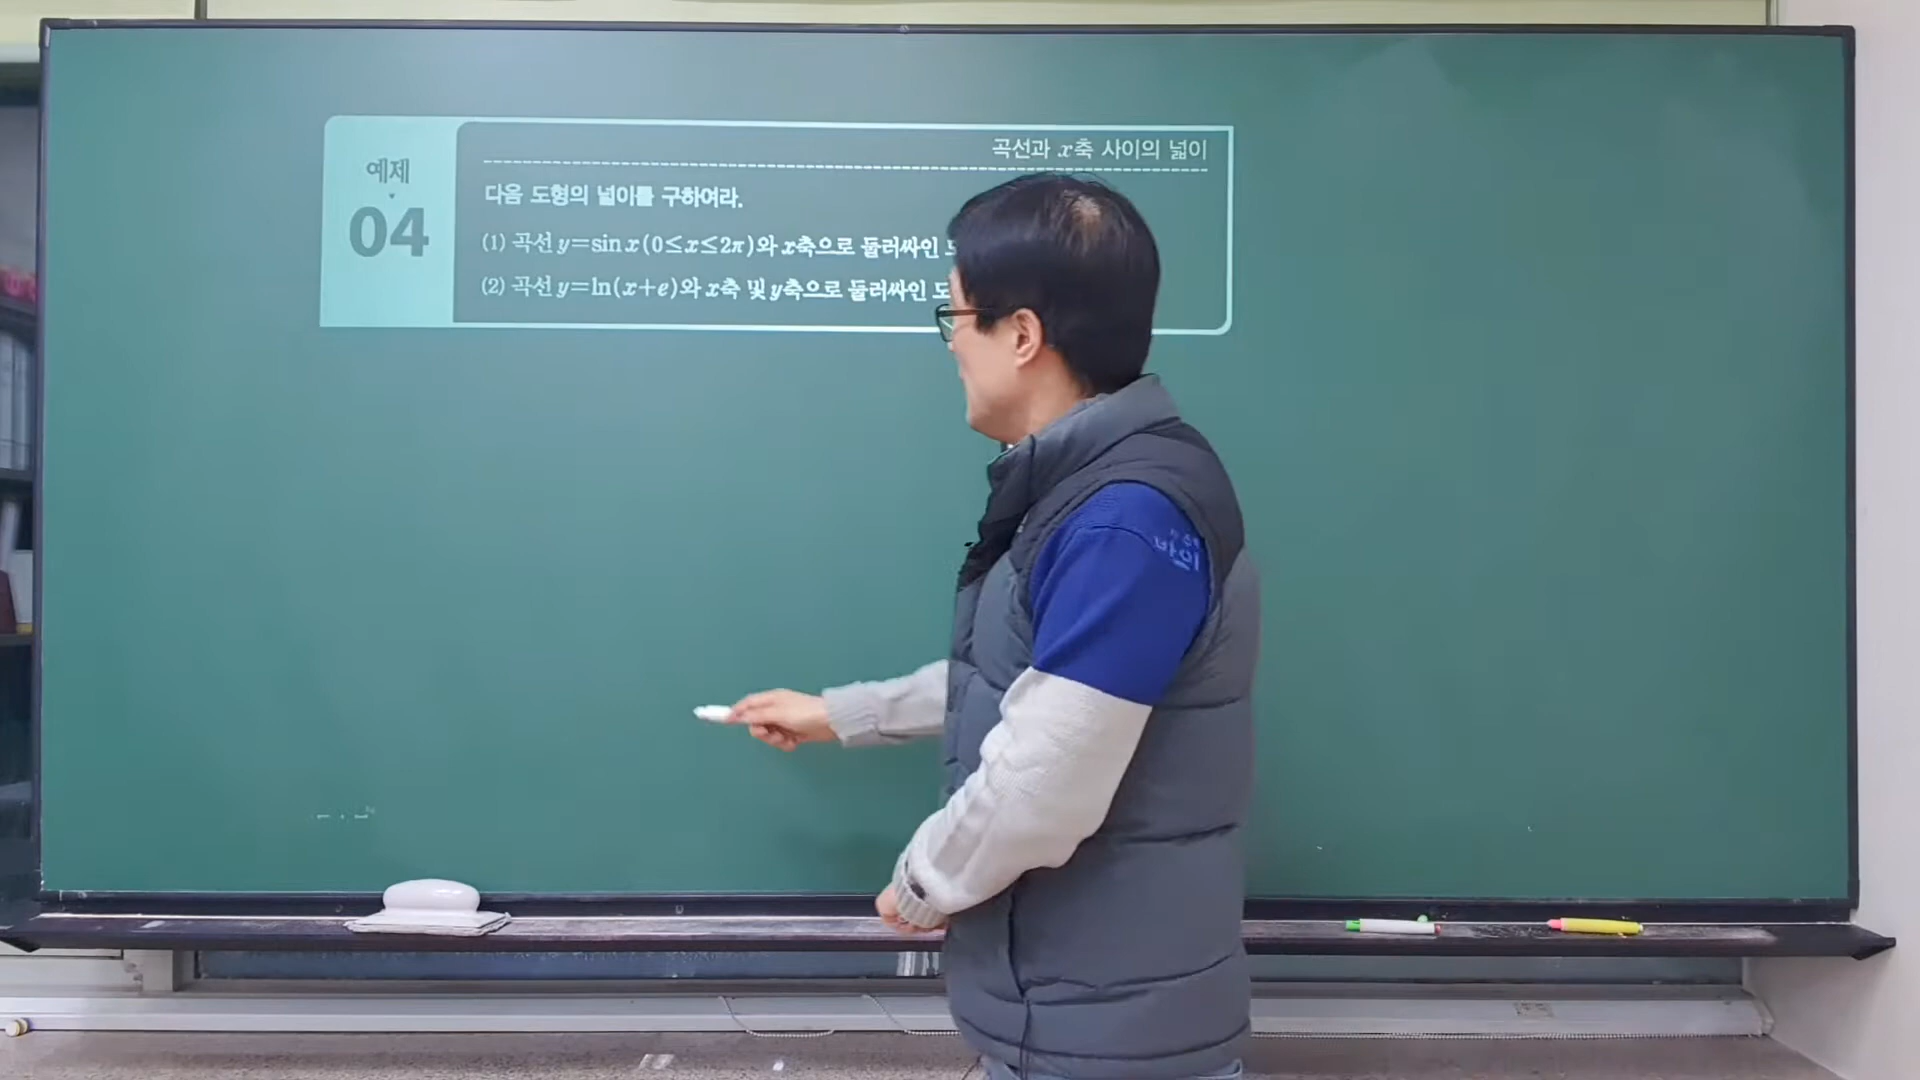 곡선과 x축 사이의 넓이
예제
04
다음 도형의 넓이를 구하여라.
(1) 곡선 y=sin x(0≤x≤2π)와 x축으로 둘러싸인
(2) 곡선 y=ln(x+e)와 x축 및 y축으로 둘러싸인 도